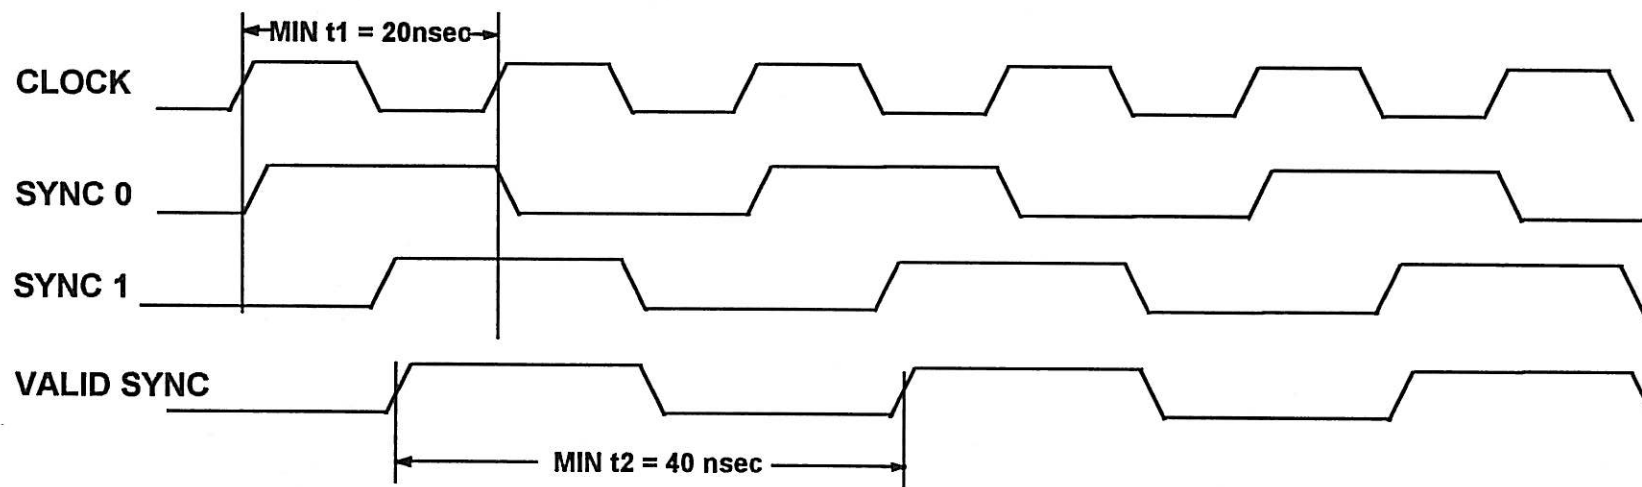 MIN t1 = 20nsec
CLOCK
SYNC 0
SYNC 1
VALID SYNC
MIN t2 = 40 nsec